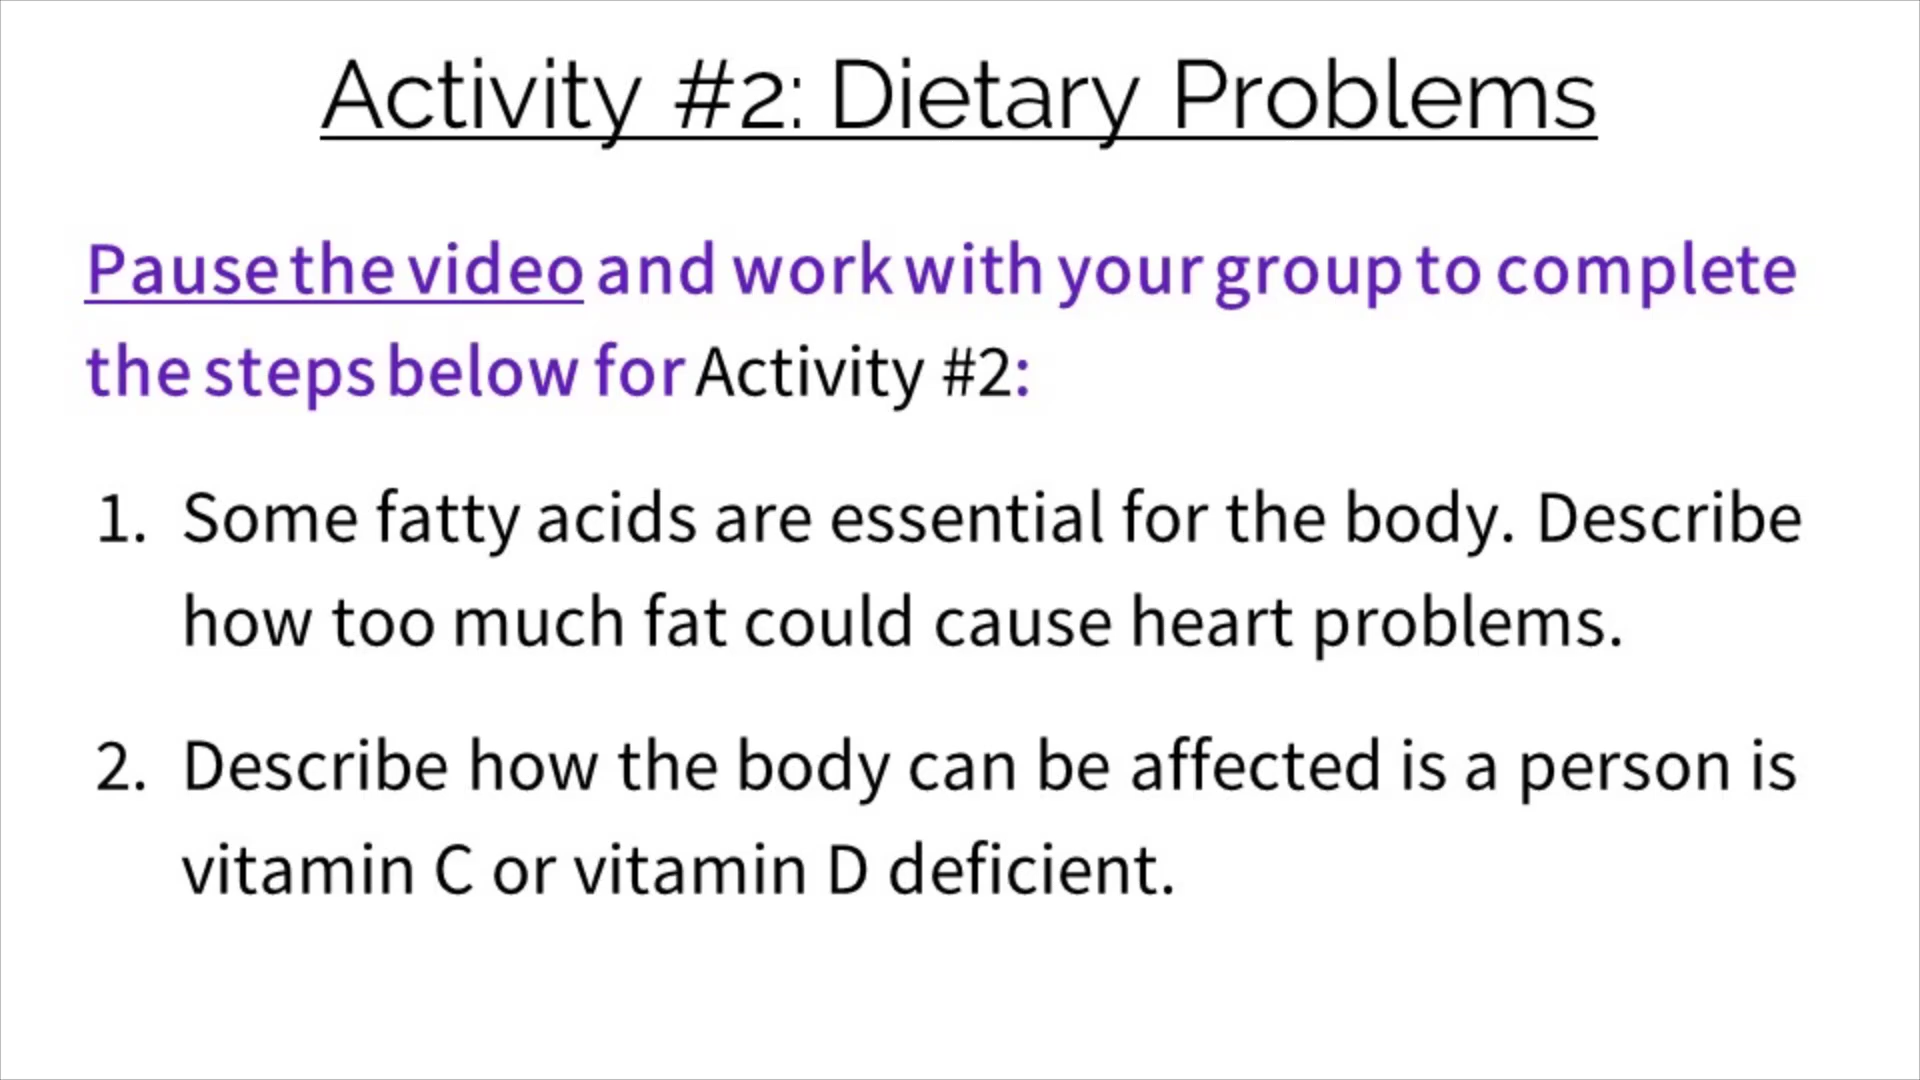 Activity #2: Dietary Problems
Pause the video and work with your group to complete
the steps below for Activity #2:
1. Some fatty acids are essential for the body. Describe
how too much fat could cause heart problems.
2. Describe how the body can be affected is a person is
vitamin C or vitamin D deficient.